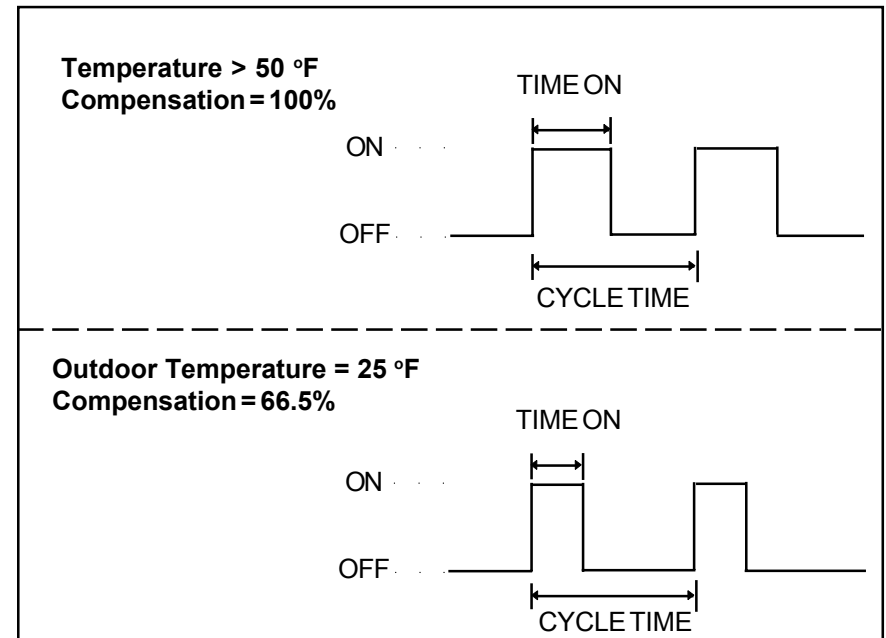 Temperature > 50 °F
Compensation = 100%
TIME ON
ON
OFF
CYCLE TIME
Outdoor Temperature = 25 °F
Compensation = 66.5%
TIME ON
ON
OFF
CYCLE TIME